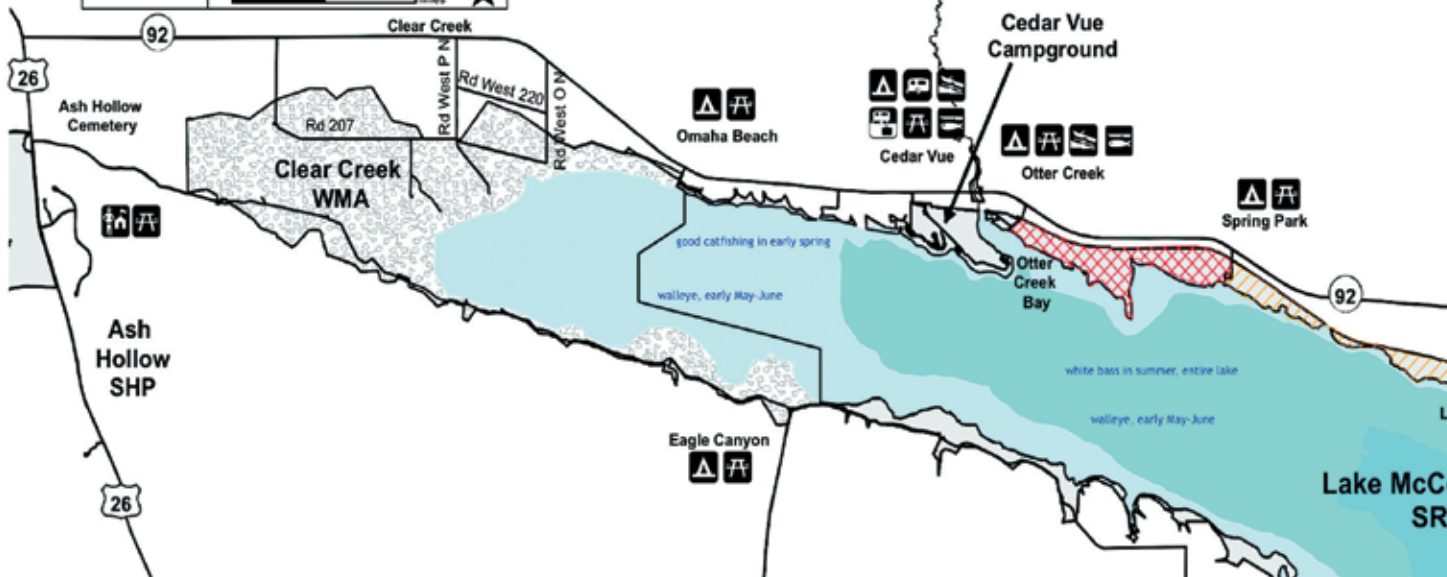 92
Clear Creek
26
Rd West P N
Rd West 220
Rd West O N
Ash Hollow
Cemetery
Rd 207
Clear Creek
WMA
Omaha Beach
Cedar Vue
Cedar Vue
Campground
Otter Creek
Spring Park
Otter
Creek
Bay
92
good catfishing in early spring
walleye, early May-June
Ash
Hollow
SHP
white bass in summer, entire lake
walleye, early May-June
Eagle Canyon
26
Lake McC
SR
L